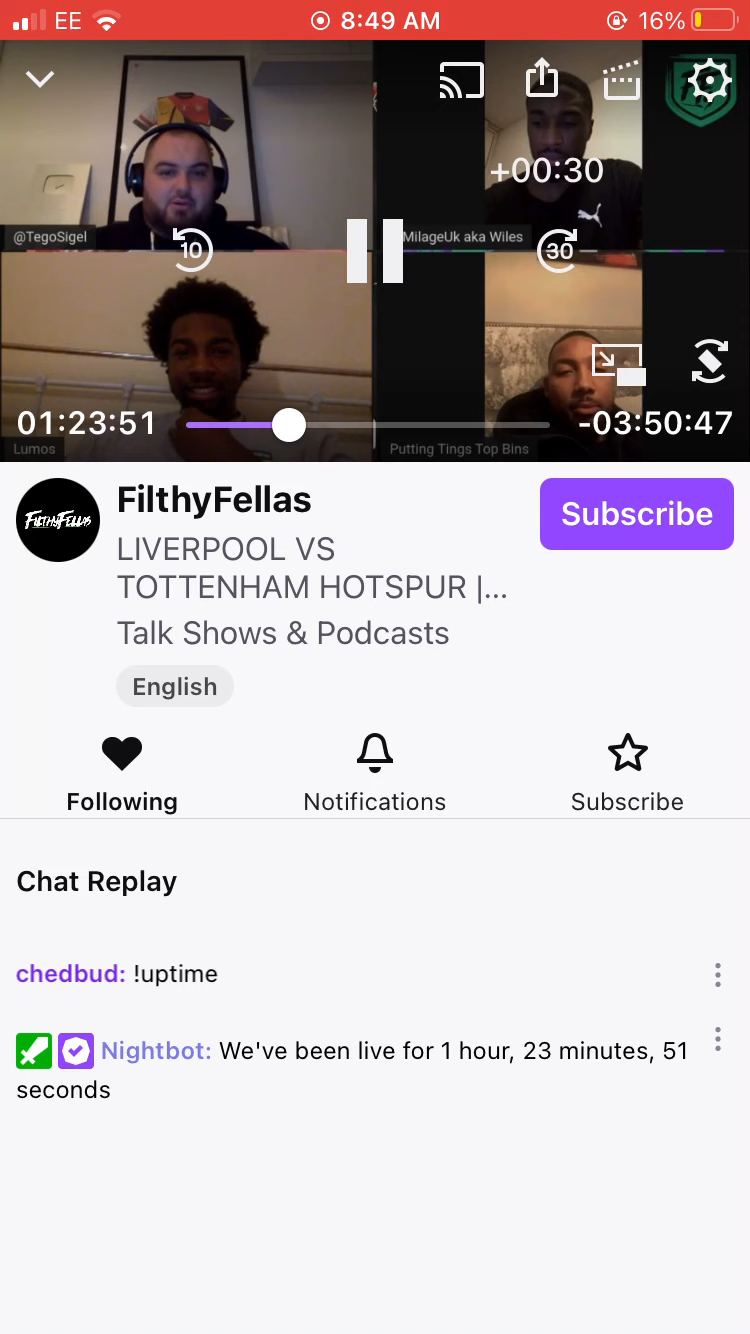 EE 8:49 AM 16%
+00:30
@TegoSigel
MilageUk aka Wiles
10
30
01:23:51
-03:50:47
Lumos
Putting Tings Top Bins
FilthyFellas
FilthyFellas
Subscribe
LIVERPOOL VS
TOTTENHAM HOTSPUR |...
Talk Shows & Podcasts
English
Following
Notifications
Subscribe
Chat Replay
chedbud: !uptime
Nightbot: We've been live for 1 hour, 23 minutes, 51
seconds